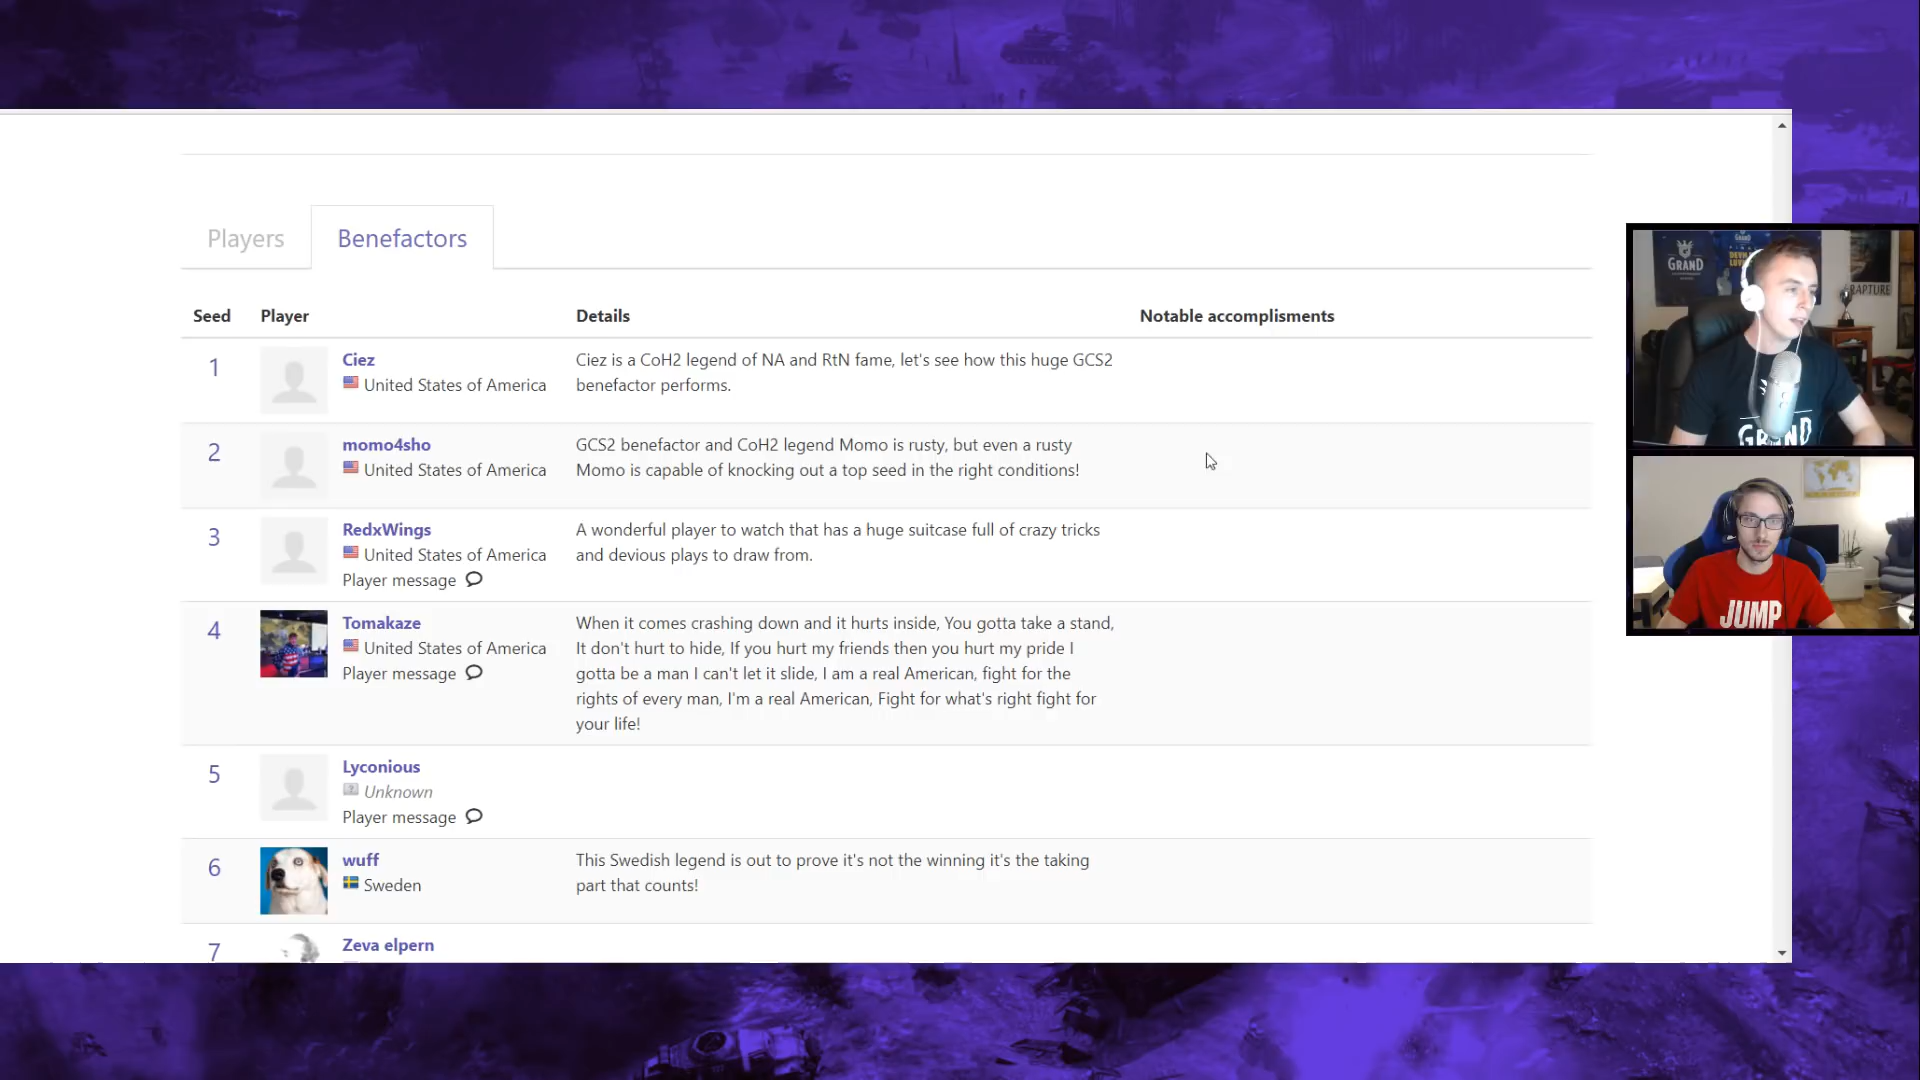 Players
Benefactors
Seed Player Details Notable accomplisments
1
Ciez
United States of America
Ciez is a CoH2 legend of NA and RtN fame, let's see how this huge GCS2
benefactor performs.
2
momo4sho
United States of America
GCS2 benefactor and CoH2 legend Momo is rusty, but even a rusty
Momo is capable of knocking out a top seed in the right conditions!
3
RedxWings
United States of America
Player message
A wonderful player to watch that has a huge suitcase full of crazy tricks
and devious plays to draw from.
4
Tomakaze
United States of America
Player message
When it comes crashing down and it hurts inside, You gotta take a stand,
It don't hurt to hide, If you hurt my friends then you hurt my pride I
gotta be a man I can't let it slide, I am a real American, fight for the
rights of every man, I'm a real American, Fight for what's right fight for
your life!
5
Lyconious
Unknown
Player message
6
wuff
Sweden
This Swedish legend is out to prove it's not the winning it's the taking
part that counts!
7
Zeva elpern
GRAND
RAPTURE
GRAND
JUMP